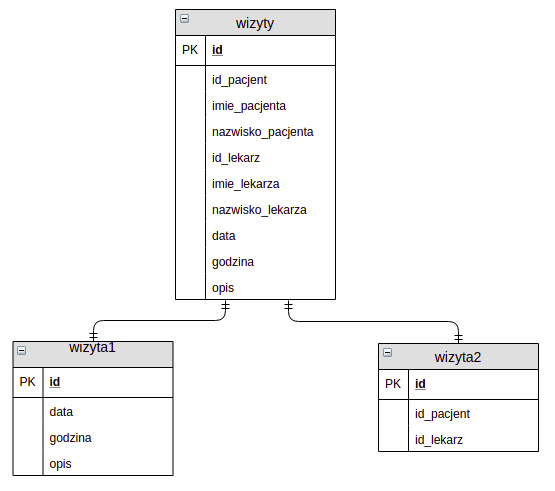 wizyty
PK id
id_pacjent
imie_pacjenta
nazwisko_pacjenta
id_lekarz
imie_lekarza
nazwisko_lekarza
data
godzina
opis
wizyta1
PK id
data
godzina
opis
wizyta2
PK id
id_pacjent
id_lekarz